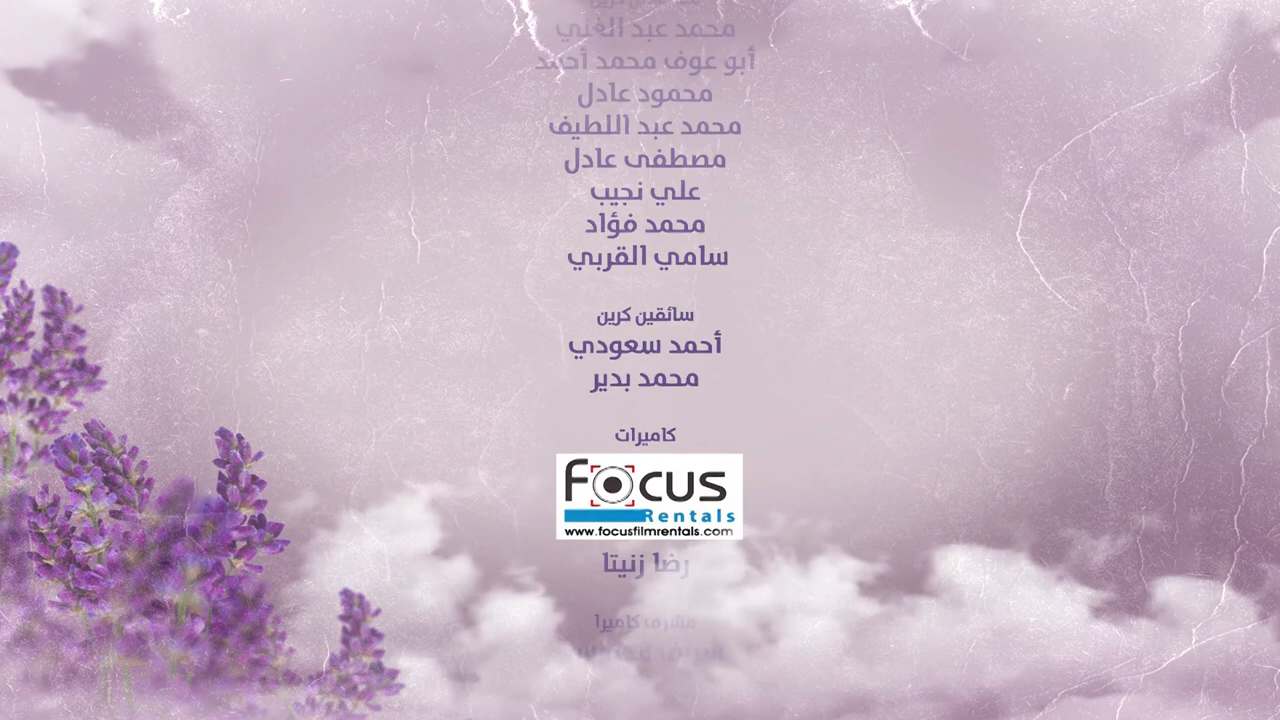 محمد عبد الغني
أبو عوف محمد أحمد
محمود عادل
محمد عبد اللطيف
مصطفى عادل
علي نجيب
محمد فؤاد
سامي القربي
سائقين كرين
أحمد سعودي
محمد بدير
كاميرات
Focus
Rentals
www.focusfilmrentals.com
رضا زنيتا
مشرف كاميرا